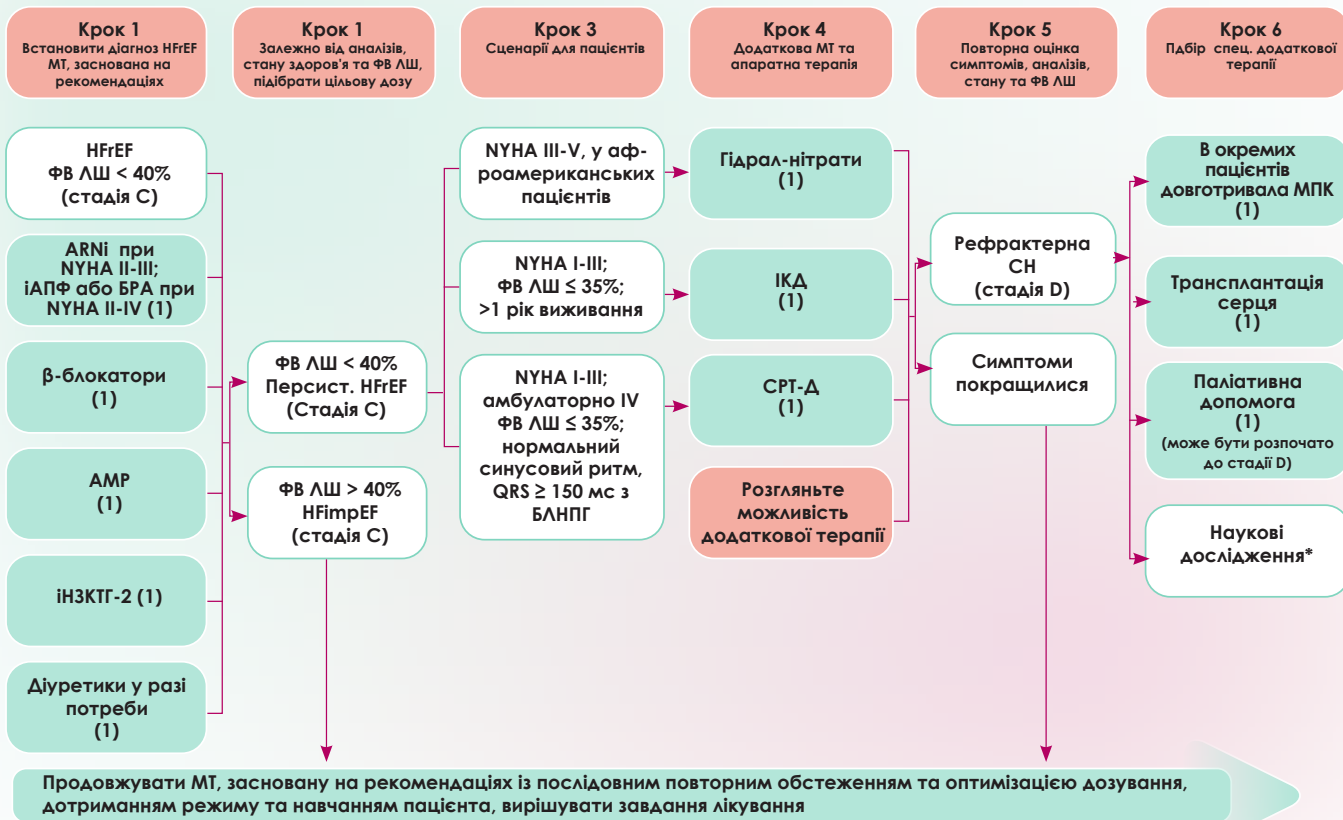 Крок 1
Встановити діагноз HFrEF
МТ, заснована на
рекомендаціях
Крок 1
Залежно від аналізів,
стану здоров'я та ФВ ЛШ,
підібрати цільову дозу
Крок 3
Сценарії для пацієнтів
Крок 4
Додаткова МТ та
апаратна терапія
Крок 5
Повторна оцінка
симптомів, аналізів,
стану та ФВ ЛШ
Крок 6
Пдбір спец. додаткової
терапії
HFrEF
ФВ ЛШ < 40%
(стадія С)
ARNi при
NYHA II-III;
іАПФ або БРА при
NYHA II-IV (1)
β-блокатори
(1)
АМР
(1)
іНЗКТГ-2 (1)
Діуретики у разі
потреби
(1)
ФВ ЛШ < 40%
Персист. HFrEF
(Стадія С)
ФВ ЛШ > 40%
HFimpEF
(стадія С)
NYHA III-V, у аф-
роамериканських
пацієнтів
NYHA I-III;
ФВ ЛШ ≤ 35%;
>1 рік виживання
NYHA I-III;
амбулаторно IV
ФВ ЛШ ≤ 35%;
нормальний
синусовий ритм,
QRS ≥ 150 мс з
БЛНПГ
Гідрал-нітрати
(1)
ІКД
(1)
СРТ-Д
(1)
Розгляньте
можливість
додаткової терапії
Рефрактерна
СН
(стадія D)
Симптоми
покращилися
В окремих
пацієнтів
довготривала МПК
(1)
Трансплантація
серця
(1)
Паліативна
допомога
(1)
(може бути розпочато
до стадії D)
Наукові
дослідження*
Продовжувати МТ, засновану на рекомендаціях із послідовним повторним обстеженням та оптимізацією дозування,
дотриманням режиму та навчанням пацієнта, вирішувати завдання лікування